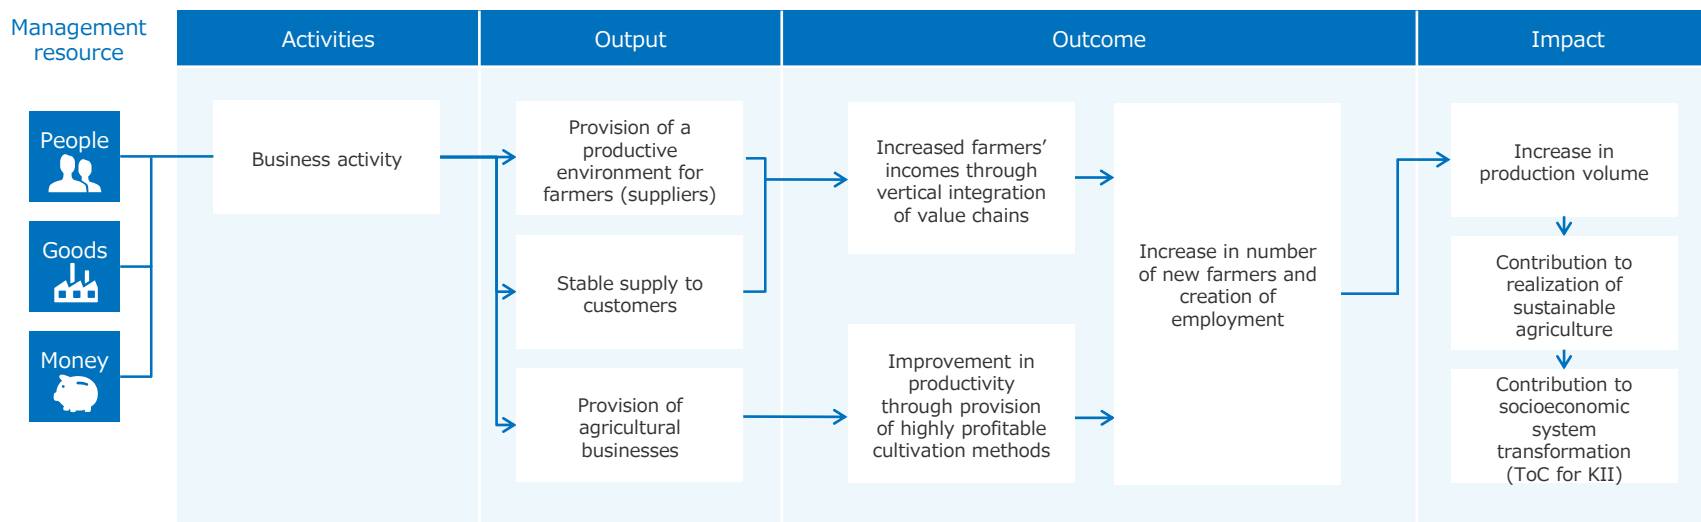 Management
resource
Activities
Output
Outcome
Impact
People
Goods
Money
Business activity
Provision of a
productive
environment for
farmers (suppliers)
Stable supply to
customers
Provision of
agricultural
businesses
Increased farmers’
incomes through
vertical integration
of value chains
Improvement in
productivity
through provision
of highly profitable
cultivation methods
Increase in number
of new farmers and
creation of
employment
Increase in
production volume
Contribution to
realization of
sustainable
agriculture
Contribution to
socioeconomic
system
transformation
(ToC for KII)